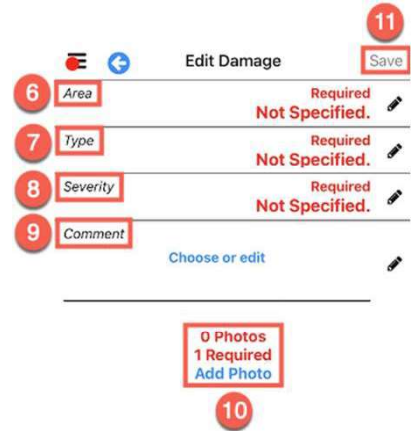 11
Edit Damage Save
6 Area Required
Not Specified.
7 Type Required
Not Specified.
8 Severity Required
Not Specified.
9 Comment
Choose or edit
0 Photos
1 Required
Add Photo
10